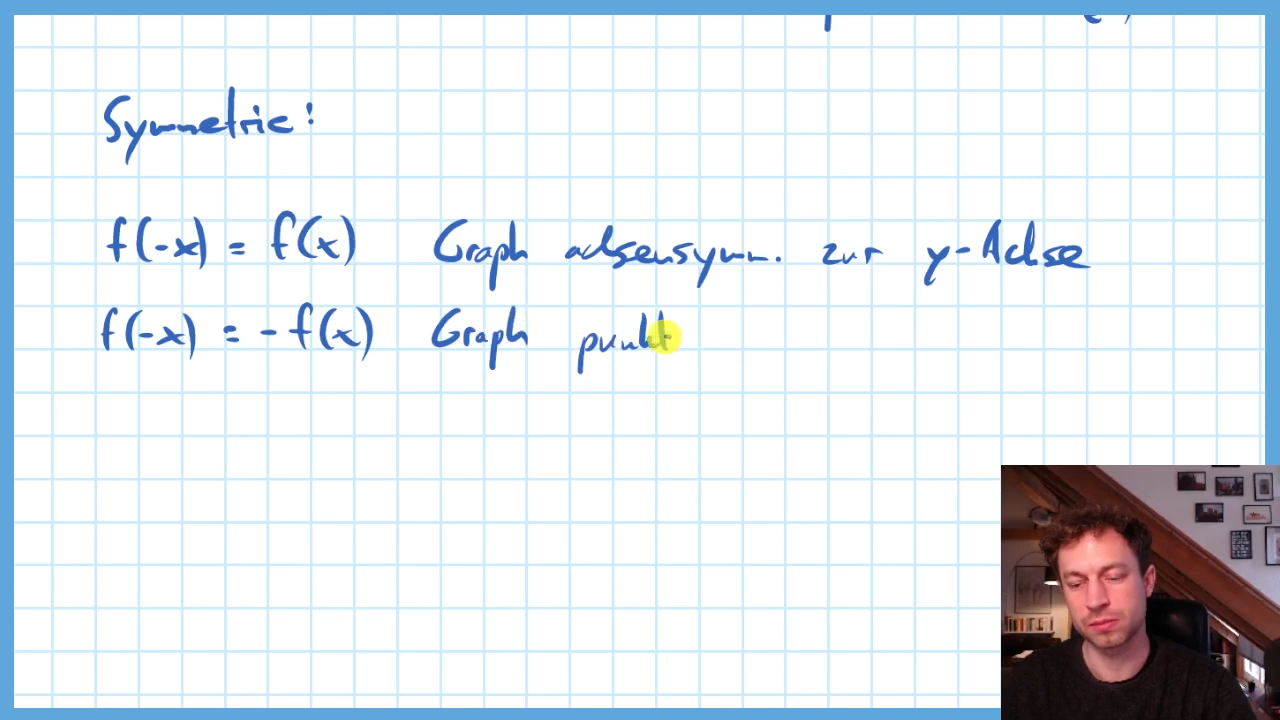 Symmetrie:
f(-x) = f(x) Graph achsensymm. zur y-Achse
f(-x) = -f(x) Graph punkt